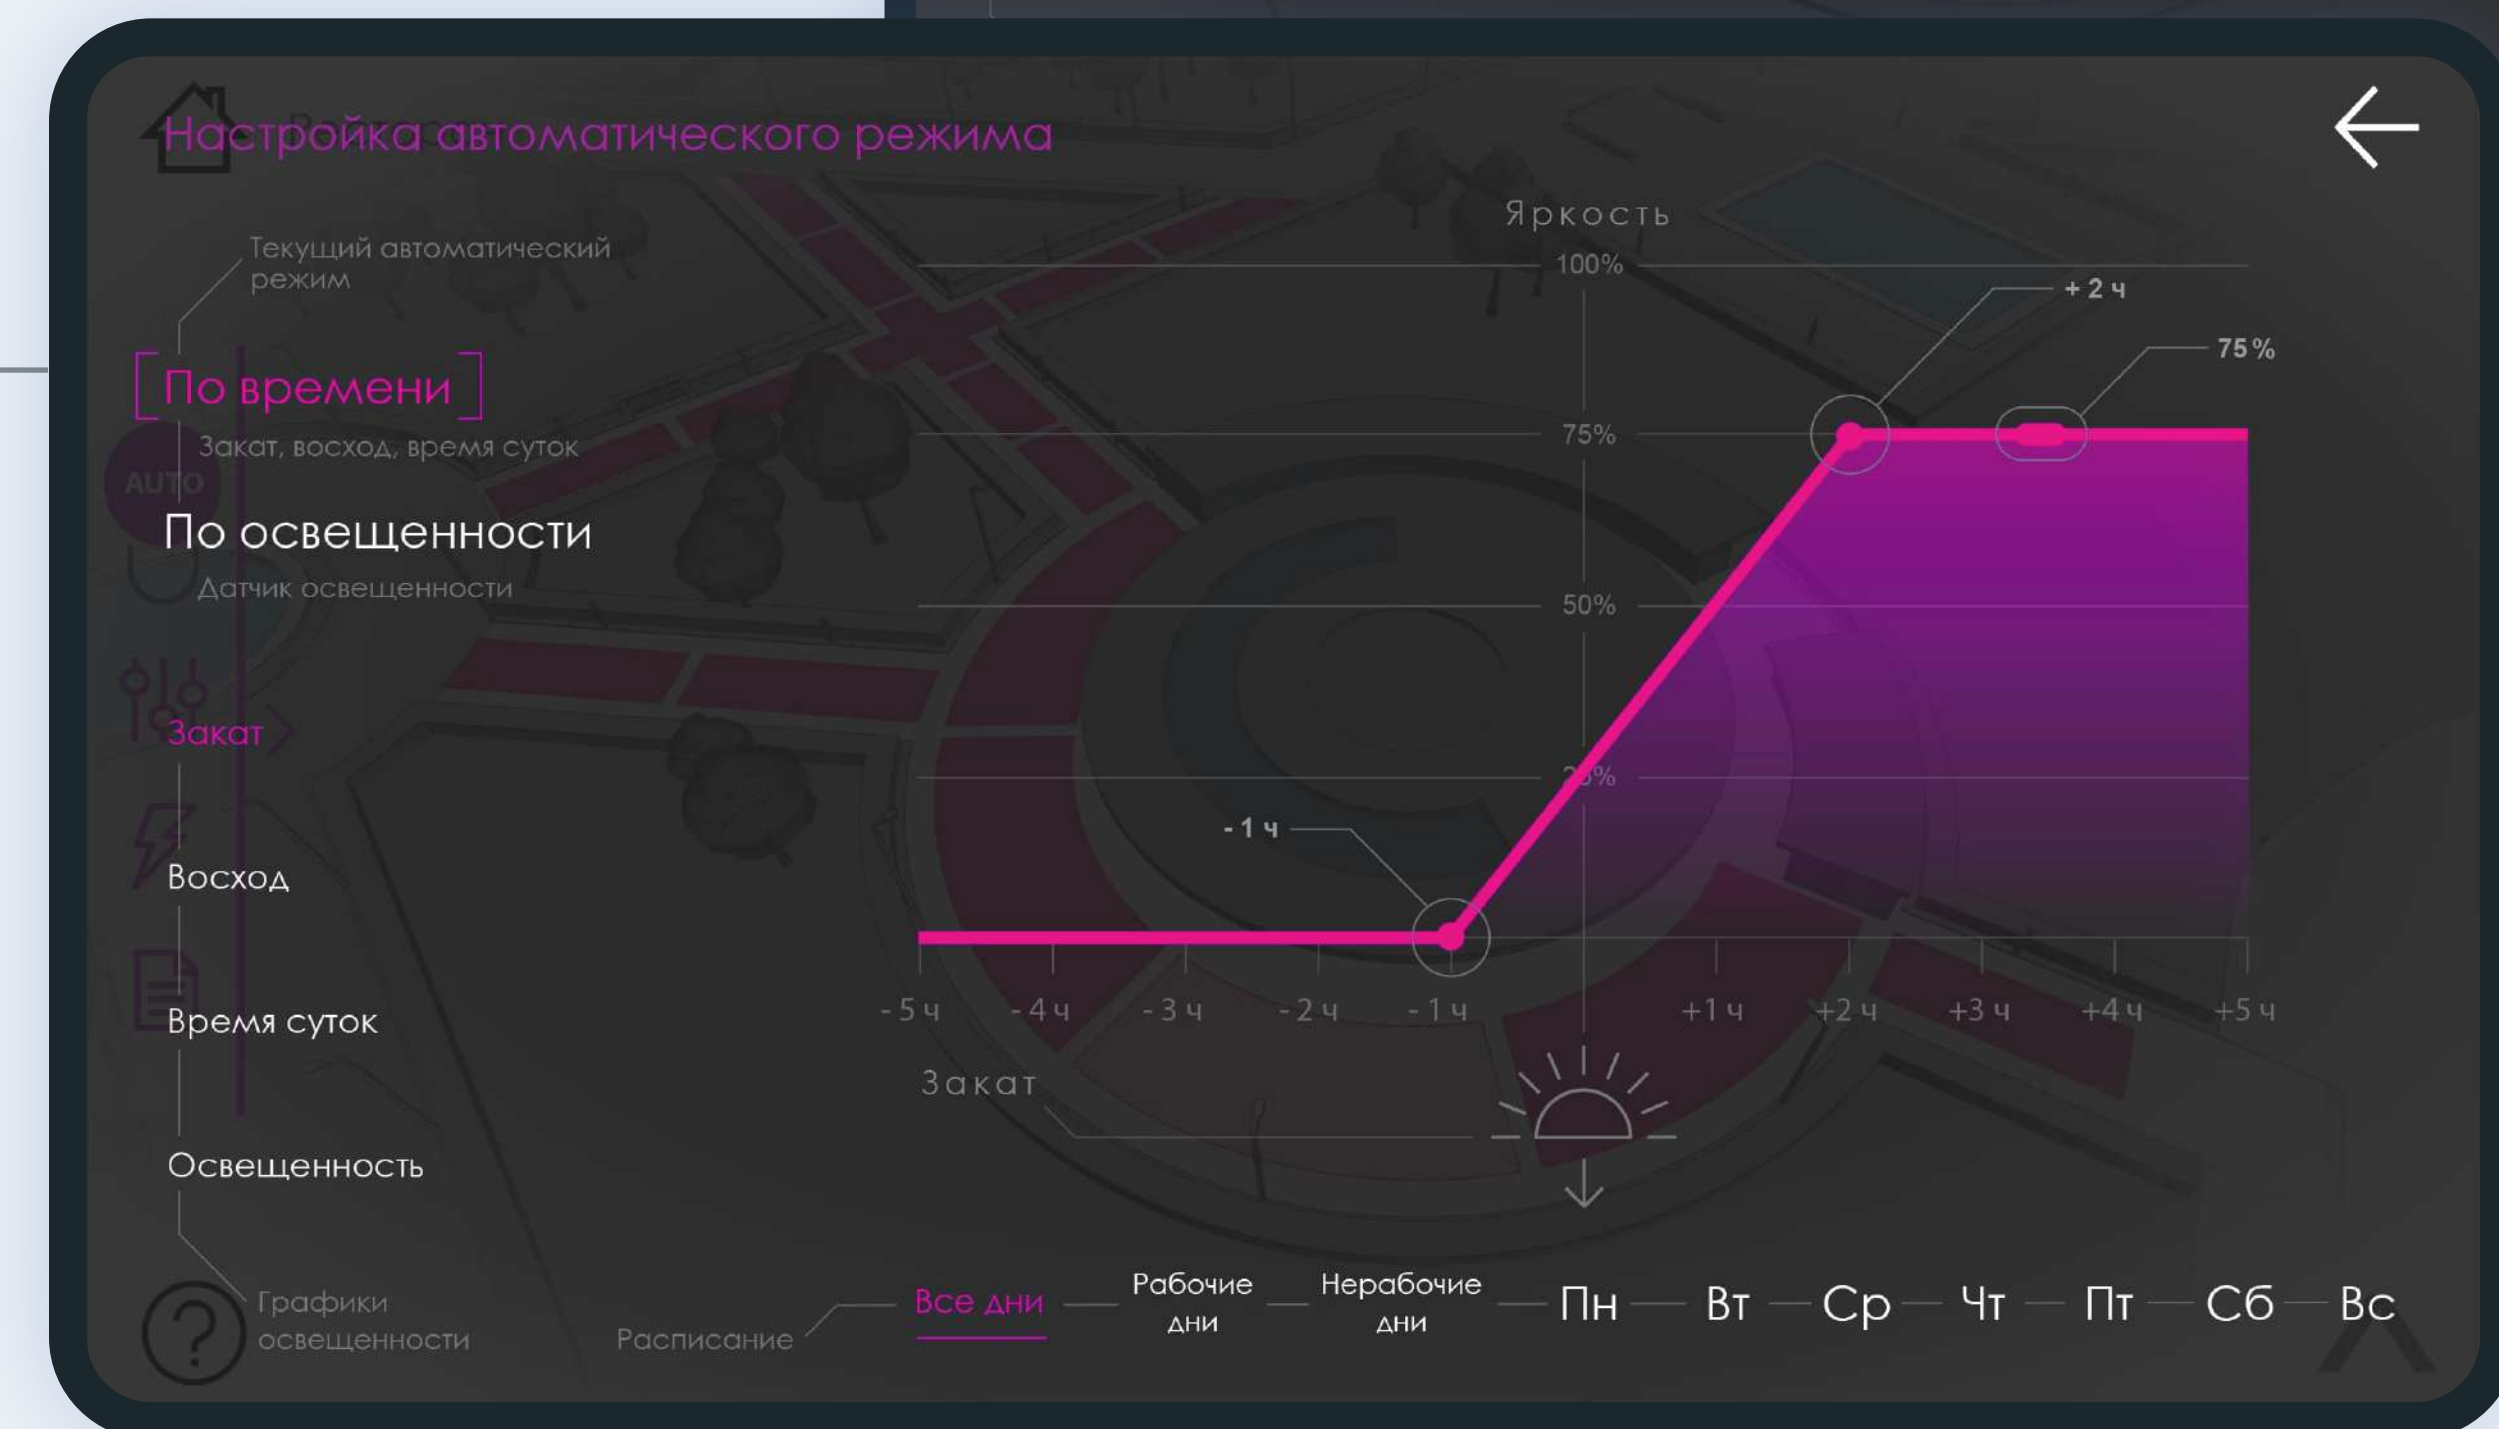 Настройка автоматического режима
Текущий автоматический
режим
По времени
Закат, восход, время суток
AUTO
По освещенности
Датчик освещенности
Закат
Восход
Время суток
Освещенность
Графики
освещенности
Яркость
100%
+ 2 ч
75%
75%
50%
25%
- 1 ч
- 5 ч
- 4 ч
- 3 ч
- 2 ч
- 1 ч
+1 ч
+2 ч
+3 ч
+4 ч
+5 ч
Закат
Расписание
Все дни
Рабочие
дни
Нерабочие
дни
Пн
Вт
Ср
Чт
Пт
Сб
Вс